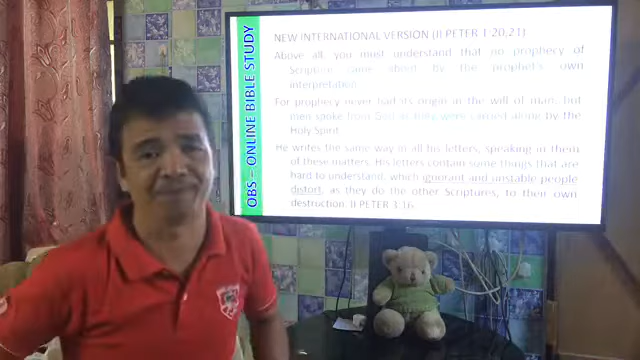 OBS – ONLINE BIBLE STUDY
NEW INTERNATIONAL VERSION (II PETER 1:20,21)
Above all, you must understand that no prophecy of
Scripture came about by the prophet's own
interpretation.
For prophecy never had its origin in the will of man, but
men spoke from God as they were carried along by
the Holy Spirit
He writes the same way in all his letters, speaking in them
of these matters. His letters contain some things that are
hard to understand, which ignorant and unstable people
distort, as they do the other Scriptures, to their own
destruction. II PETER 3:16